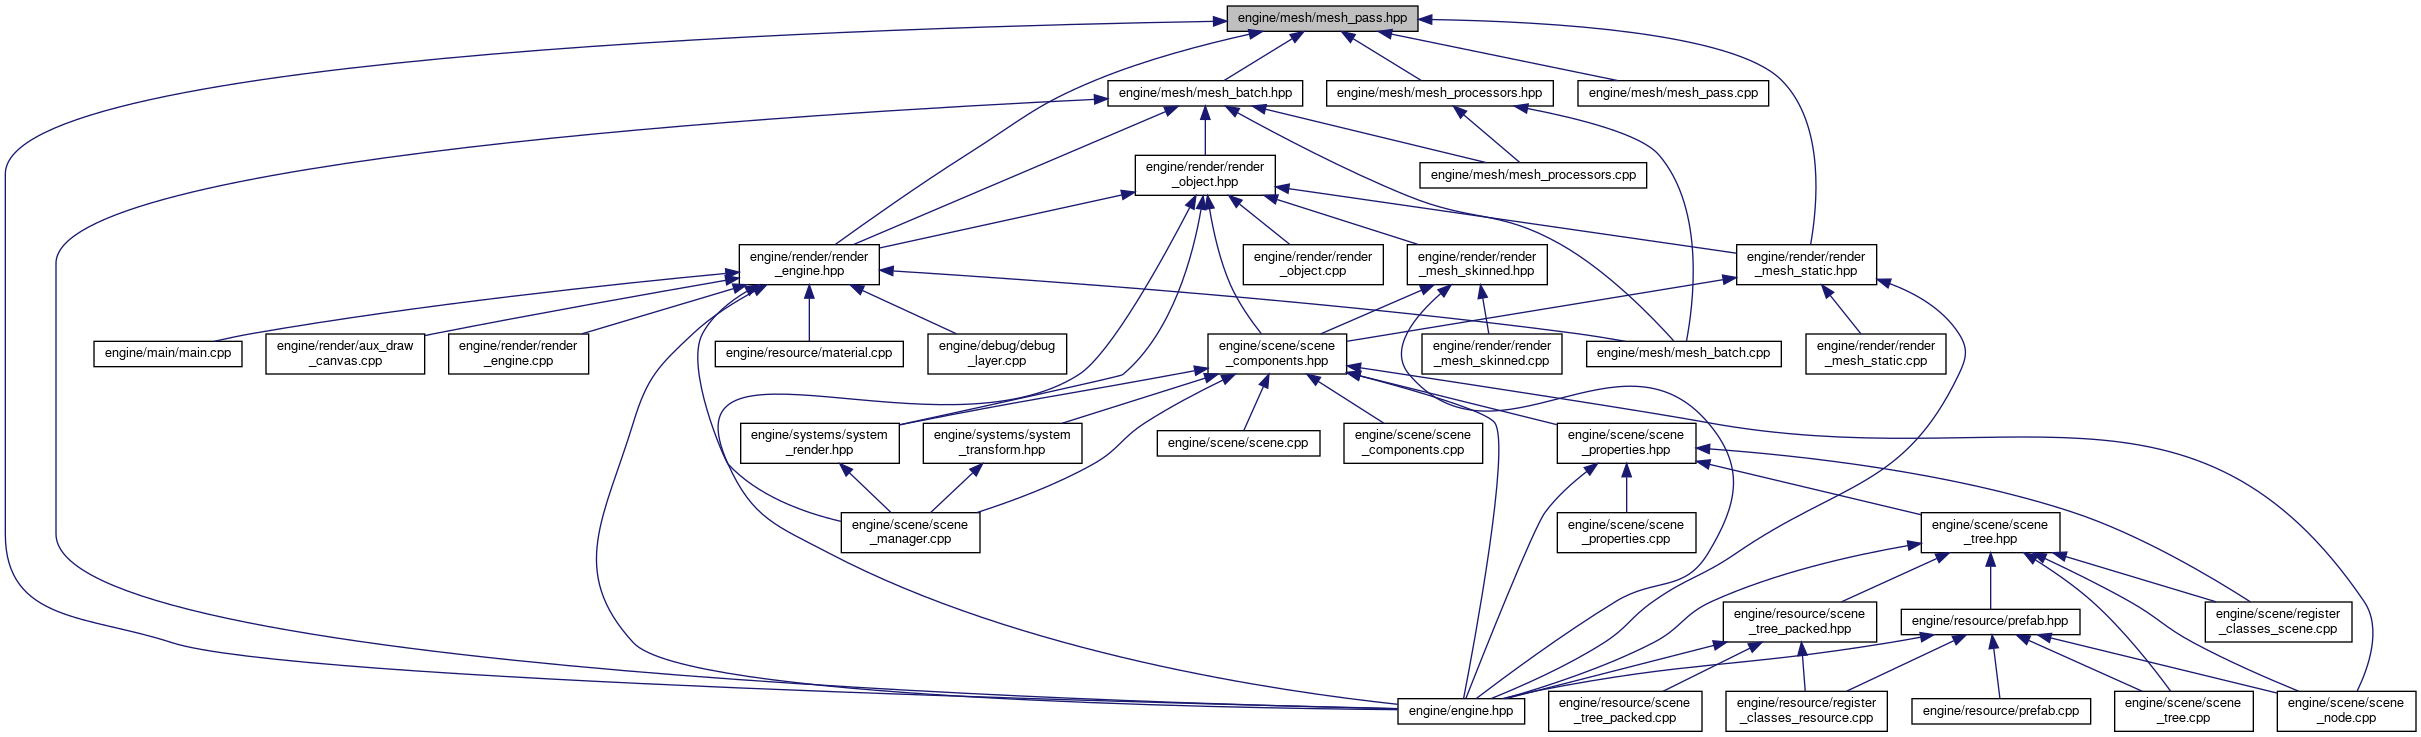 engine/mesh/mesh_pass.hpp
engine/mesh/mesh_batch.hpp
engine/mesh/mesh_processors.hpp
engine/mesh/mesh_pass.cpp
engine/render/render
_object.hpp
engine/mesh/mesh_processors.cpp
engine/render/render
_engine.hpp
engine/render/render
_object.cpp
engine/render/render
_mesh_skinned.hpp
engine/render/render
_mesh_static.hpp
engine/main/main.cpp
engine/render/aux_draw
_canvas.cpp
engine/render/render
_engine.cpp
engine/resource/material.cpp
engine/debug/debug
_layer.cpp
engine/scene/scene
_components.hpp
engine/render/render
_mesh_skinned.cpp
engine/mesh/mesh_batch.cpp
engine/render/render
_mesh_static.cpp
engine/systems/system
_render.hpp
engine/systems/system
_transform.hpp
engine/scene/scene.cpp
engine/scene/scene
_components.cpp
engine/scene/scene
_properties.hpp
engine/scene/scene
_manager.cpp
engine/scene/scene
_properties.cpp
engine/scene/scene
_tree.hpp
engine/resource/scene
_tree_packed.hpp
engine/resource/prefab.hpp
engine/scene/register
_classes_scene.cpp
engine/engine.hpp
engine/resource/scene
_tree_packed.cpp
engine/resource/register
_classes_resource.cpp
engine/resource/prefab.cpp
engine/scene/scene
_tree.cpp
engine/scene/scene
_node.cpp